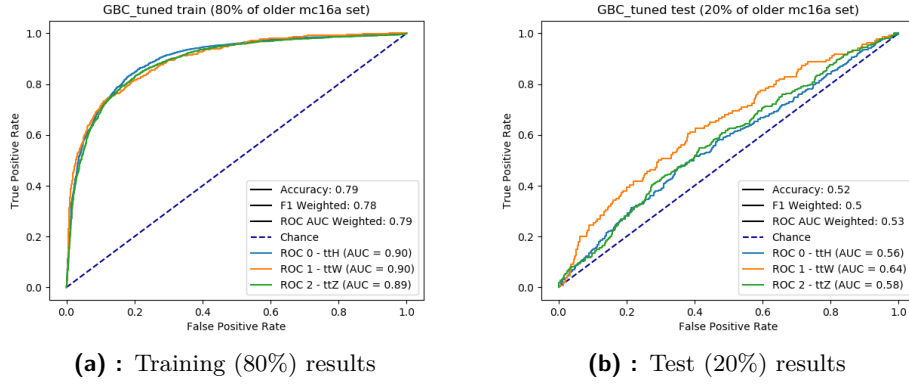 GBC_tuned train (80% of older mc16a set)
1.0
0.8
0.6
0.4
0.2
0.0
True Positive Rate
Accuracy: 0.79
F1 Weighted: 0.78
ROC AUC Weighted: 0.79
Chance
ROC 0 - ttH (AUC = 0.90)
ROC 1 - ttW (AUC = 0.90)
ROC 2 - ttZ (AUC = 0.89)
0.0 0.2 0.4 0.6 0.8 1.0
False Positive Rate
(a) : Training (80%) results
GBC_tuned test (20% of older mc16a set)
1.0
0.8
0.6
0.4
0.2
0.0
True Positive Rate
Accuracy: 0.52
F1 Weighted: 0.5
ROC AUC Weighted: 0.53
Chance
ROC 0 - ttH (AUC = 0.56)
ROC 1 - ttW (AUC = 0.64)
ROC 2 - ttZ (AUC = 0.58)
0.0 0.2 0.4 0.6 0.8 1.0
False Positive Rate
(b) : Test (20%) results